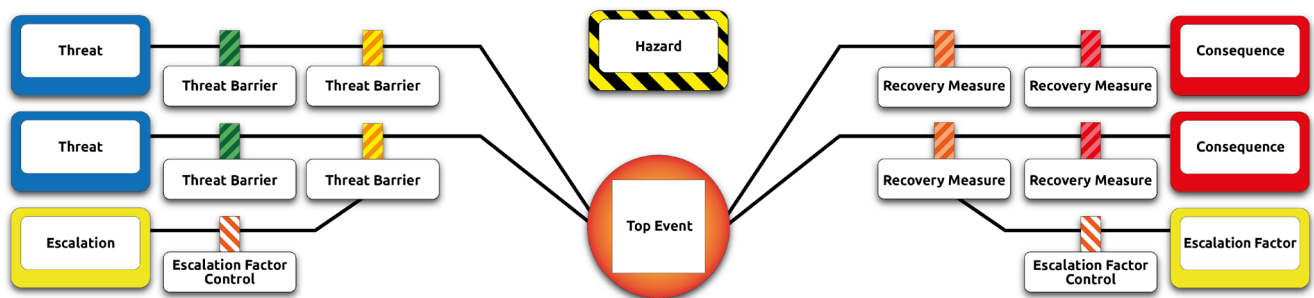 Threat
Threat Barrier
Threat Barrier
Hazard
Recovery Measure
Recovery Measure
Consequence
Threat
Threat Barrier
Threat Barrier
Recovery Measure
Recovery Measure
Consequence
Top Event
Escalation
Escalation Factor
Control
Escalation Factor
Control
Escalation Factor